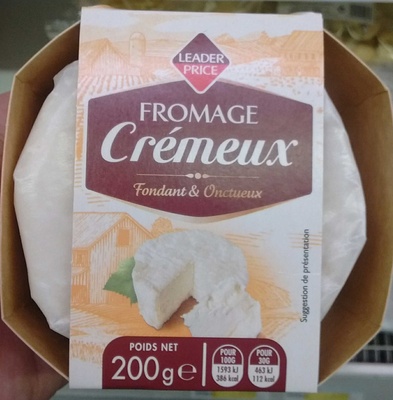 LEADER
PRICE
FROMAGE
Crémeux
Fondant & Onctueux
Suggestion de présentation
POIDS NET
200g e
POUR
100G
1593 kJ
386 kcal
POUR
30G
463 kJ
112 kcal